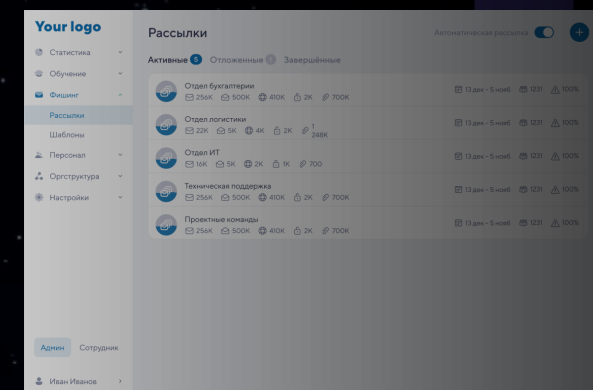 Your logo
Статистика
Обучение
Фишинг
Рассылки
Шаблоны
Персонал
Оргструктура
Настройки
Админ Сотрудник
Иван Иванов
Рассылки
Автоматическая рассылка
Активные 5 Отложенные 1 Завершённые
Отдел бухгалтерии
256K 500K 410K 2K 700K
13 дек - 5 нояб 1231 100%
Отдел логистики
22K 5K 4K 2K 1 248K
13 дек - 5 нояб 1231 100%
Отдел ИТ
16K 5K 2K 1K 700
13 дек - 5 нояб 1231 100%
Техническая поддержка
256K 500K 410K 2K 700K
13 дек - 5 нояб 1231 100%
Проектные команды
256K 500K 410K 2K 700K
13 дек - 5 нояб 1231 100%